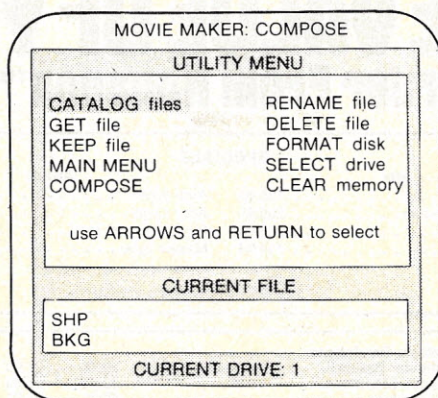 MOVIE MAKER: COMPOSE
UTILITY MENU
CATALOG files RENAME file
GET file DELETE file
KEEP file FORMAT disk
MAIN MENU SELECT drive
COMPOSE CLEAR memory
use ARROWS and RETURN to select
CURRENT FILE
SHP
BKG
CURRENT DRIVE: 1